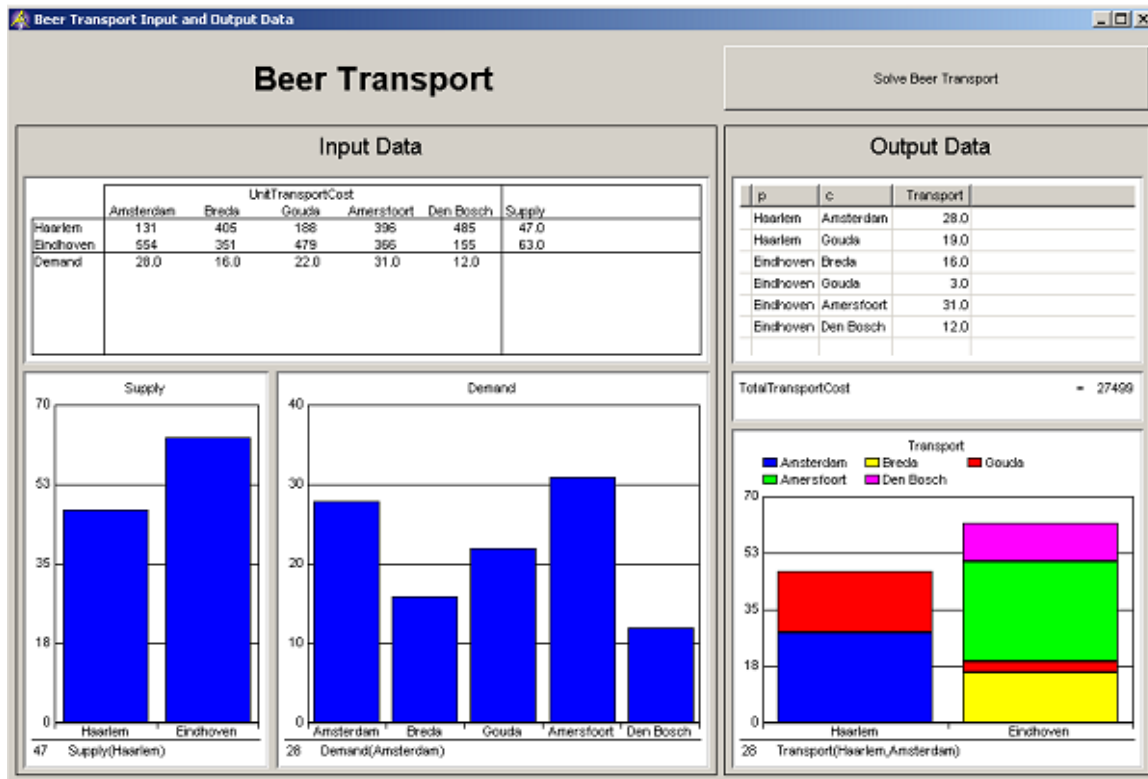 Beer Transport Input and Output Data
Beer Transport
Solve Beer Transport
Input Data
UnitTransportCost
Amsterdam Breda Gouda Amersfoort Den Bosch Supply
Haarlem 131 405 188 396 485 47.0
Eindhoven 554 351 479 366 155 63.0
Demand 28.0 16.0 22.0 31.0 12.0
Supply
70
53
35
18
0
Haarlem Eindhoven
47 Supply(Haarlem)
Demand
40
30
20
10
0
Amsterdam Breda Gouda Amersfoort Den Bosch
28 Demand(Amsterdam)
Output Data
p c Transport
Haarlem Amsterdam 28.0
Haarlem Gouda 19.0
Eindhoven Breda 16.0
Eindhoven Gouda 3.0
Eindhoven Amersfoort 31.0
Eindhoven Den Bosch 12.0
TotalTransportCost = 27499
Transport
Amsterdam Breda Gouda
Amersfoort Den Bosch
70
53
35
18
0
Haarlem Eindhoven
28 Transport(Haarlem,Amsterdam)